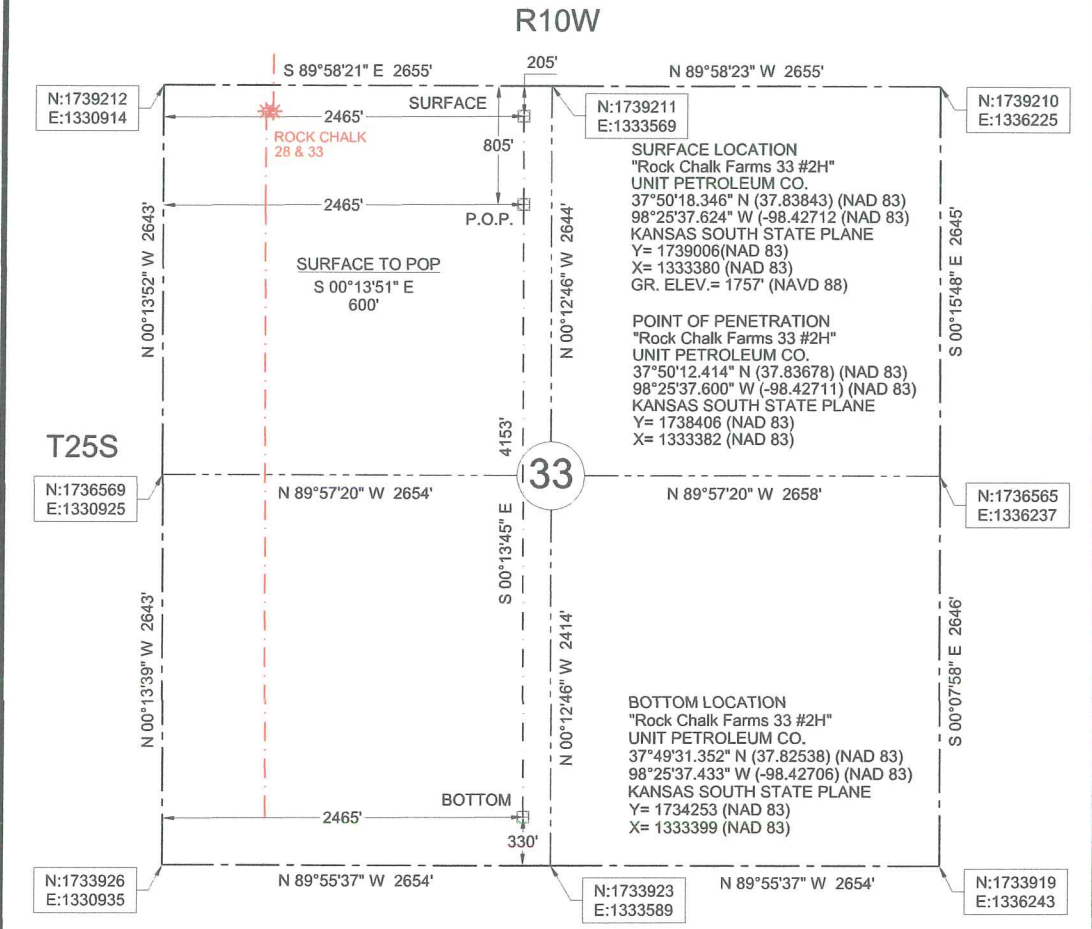 R10W
S 89°58'21" E 2655'
205'
N 89°58'23" W 2655'
N:1739212
E:1330914
SURFACE
2465'
ROCK CHALK
28 & 33
805'
N:1739211
E:1333569
N:1739210
E:1336225
2465'
P.O.P.
SURFACE TO POP
S 00°13'51" E
600'
N 00°13'52" W 2643'
N 00°12'46" W 2644'
S 00°15'48" E 2645'
SURFACE LOCATION
"Rock Chalk Farms 33 #2H"
UNIT PETROLEUM CO.
37°50'18.346" N (37.83843) (NAD 83)
98°25'37.624" W (-98.42712 (NAD 83)
KANSAS SOUTH STATE PLANE
Y= 1739006(NAD 83)
X= 1333380 (NAD 83)
GR. ELEV.= 1757' (NAVD 88)
POINT OF PENETRATION
"Rock Chalk Farms 33 #2H"
UNIT PETROLEUM CO.
37°50'12.414" N (37.83678) (NAD 83)
98°25'37.600" W (-98.42711) (NAD 83)
KANSAS SOUTH STATE PLANE
Y= 1738406 (NAD 83)
X= 1333382 (NAD 83)
T25S
4153'
33
N:1736569
E:1330925
N 89°57'20" W 2654'
N 89°57'20" W 2658'
N:1736565
E:1336237
S 00°13'45" E
N 00°13'39" W 2643'
N 00°12'46" W 2414'
S 00°07'58" E 2646'
BOTTOM LOCATION
"Rock Chalk Farms 33 #2H"
UNIT PETROLEUM CO.
37°49'31.352" N (37.82538) (NAD 83)
98°25'37.433" W (-98.42706) (NAD 83)
KANSAS SOUTH STATE PLANE
Y= 1734253 (NAD 83)
X= 1333399 (NAD 83)
BOTTOM
2465'
330'
N:1733926
E:1330935
N 89°55'37" W 2654'
N:1733923
E:1333589
N 89°55'37" W 2654'
N:1733919
E:1336243